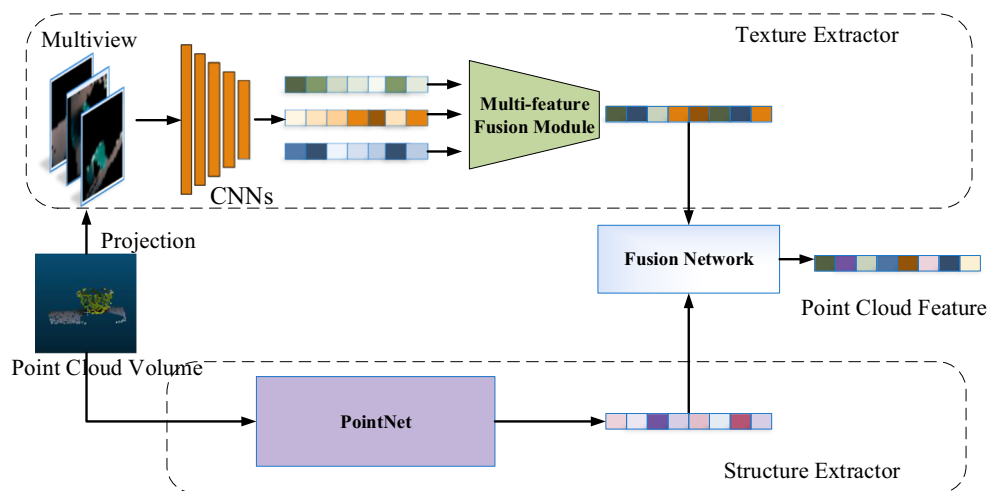 Multiview
Texture Extractor
Multi-feature
Fusion Module
CNNs
Projection
Fusion Network
Point Cloud Feature
Point Cloud Volume
PointNet
Structure Extractor